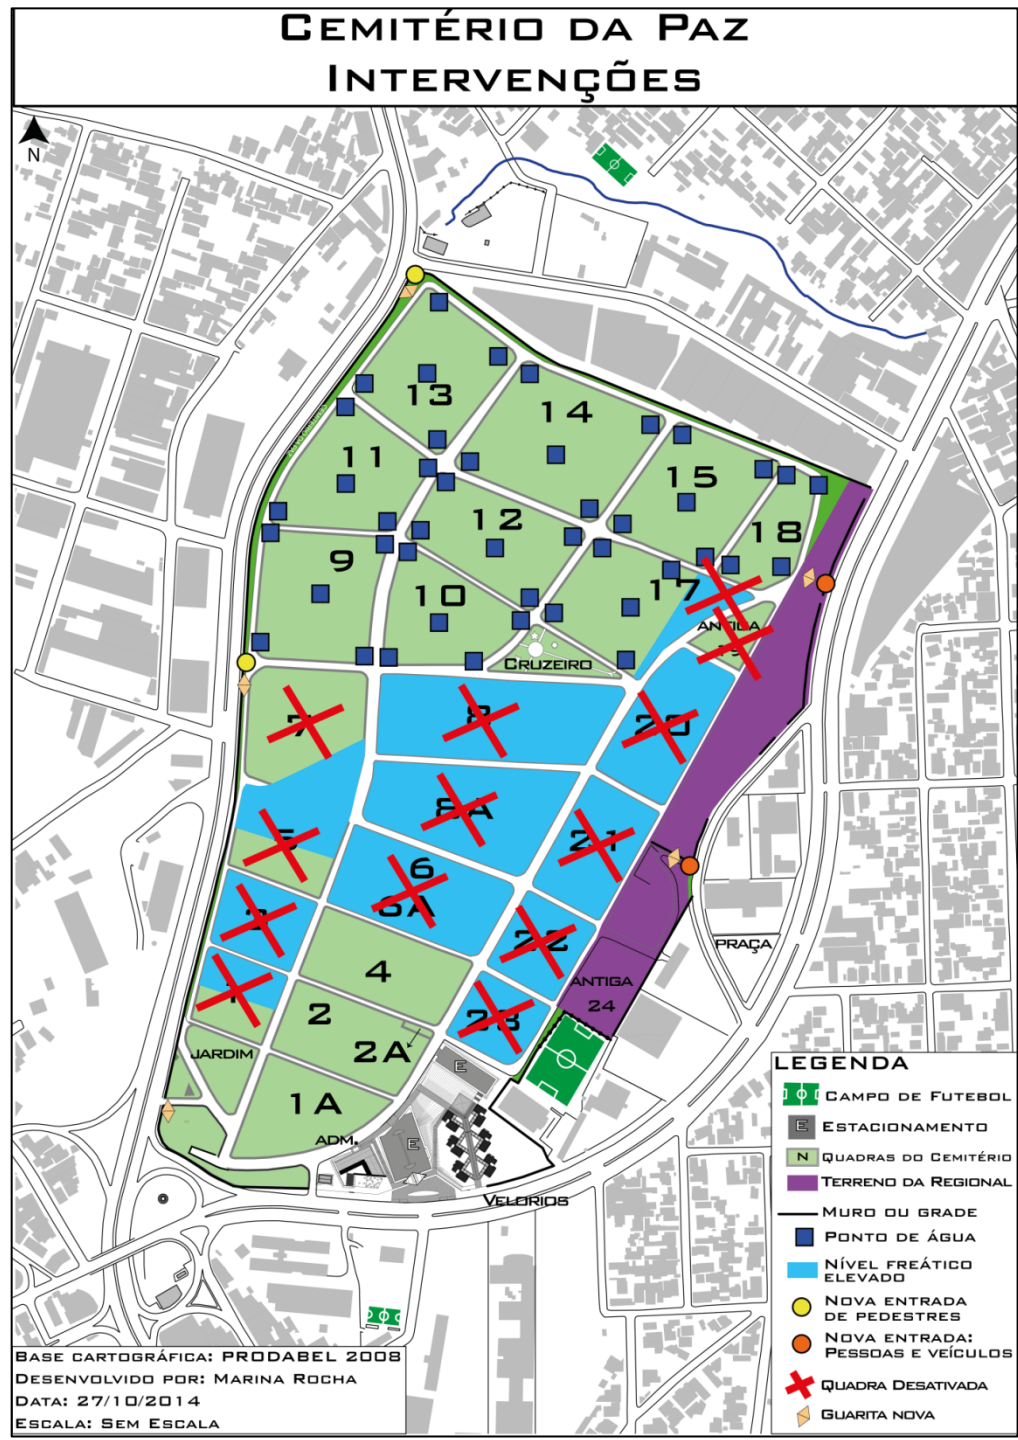 Cemitério da Paz
Intervenções
N
13
14
11
15
12
18
9
10
17
Antiga
19
Cruzeiro
7
8
20
5
8A
21
6
6A
3
22
4
Praça
1
Antiga
24
2
23
2A
Jardim
E
1A
Adm.
E
Velorios
Legenda
Campo de Futebol
E Estacionamento
N Quadras do Cemitério
Terreno da Regional
Muro ou grade
Ponto de água
Nível freático
elevado
Nova entrada
de pedestres
Nova entrada:
Pessoas e veículos
Quadra Desativada
Guarita nova
Base cartográfica: PRODABEL 2008
Desenvolvido por: Marina Rocha
Data: 27/10/2014
Escala: Sem Escala